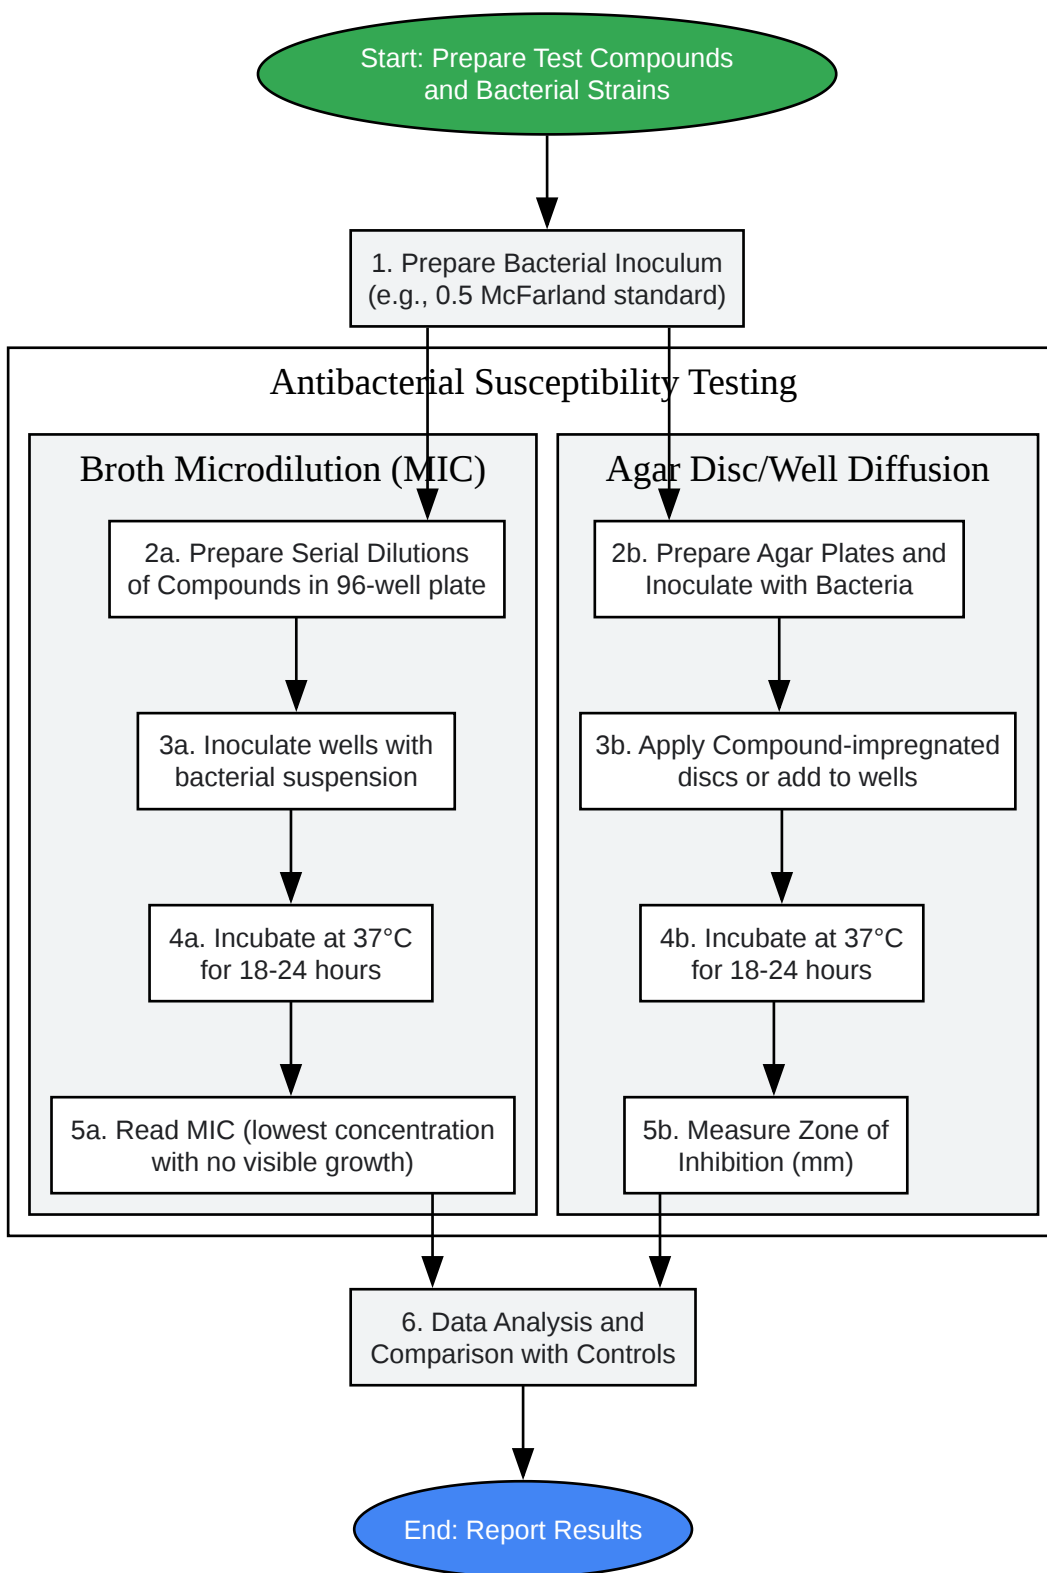 Start: Prepare Test Compounds
and Bacterial Strains
1. Prepare Bacterial Inoculum
(e.g., 0.5 McFarland standard)
Antibacterial Susceptibility Testing
Broth Microdilution (MIC)
2a. Prepare Serial Dilutions
of Compounds in 96-well plate
3a. Inoculate wells with
bacterial suspension
4a. Incubate at 37°C
for 18-24 hours
5a. Read MIC (lowest concentration
with no visible growth)
Agar Disc/Well Diffusion
2b. Prepare Agar Plates and
Inoculate with Bacteria
3b. Apply Compound-impregnated
discs or add to wells
4b. Incubate at 37°C
for 18-24 hours
5b. Measure Zone of
Inhibition (mm)
6. Data Analysis and
Comparison with Controls
End: Report Results